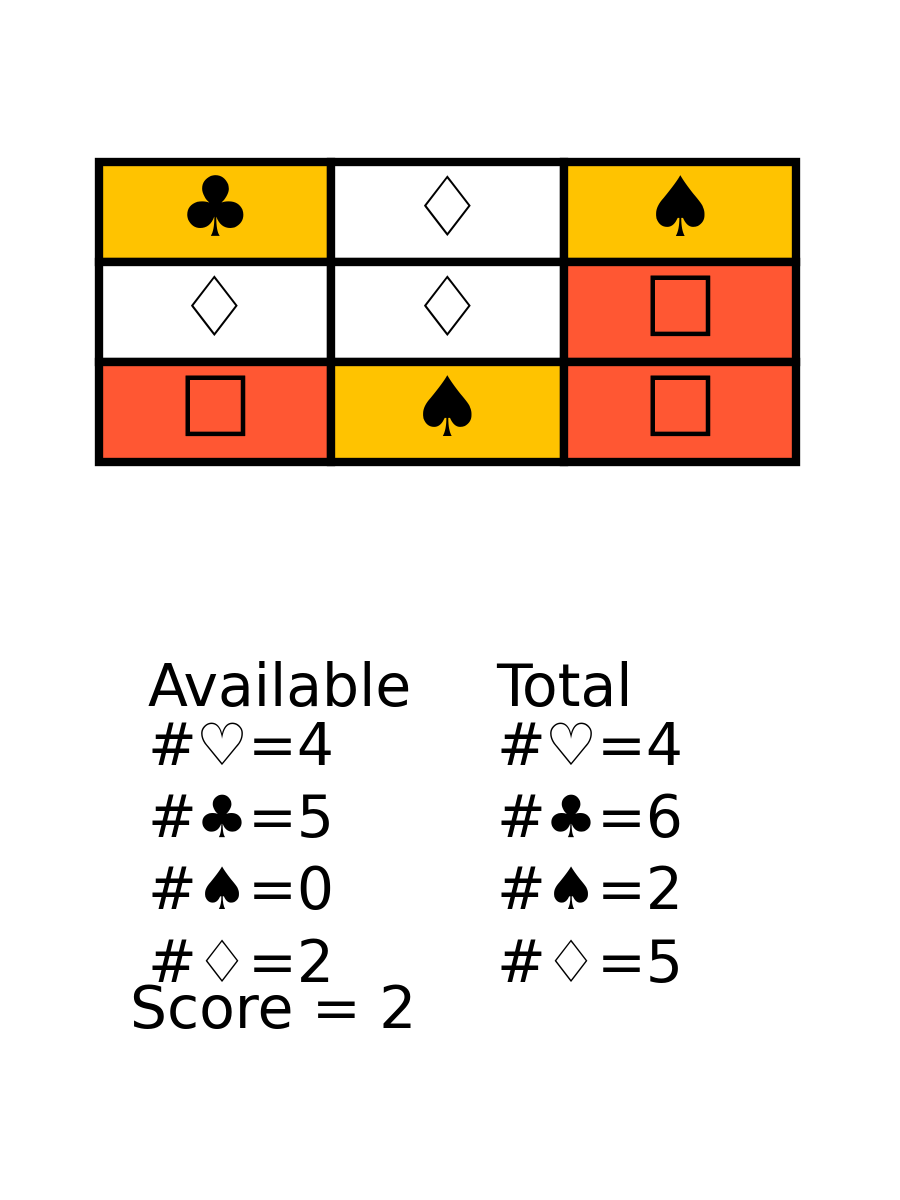 ♣ ♢ ♠
♢ ♢ □
□ ♠ □
Available Total
#♡=4 #♡=4
#♣=5 #♣=6
#♠=0 #♠=2
#♢=2 #♢=5
Score = 2